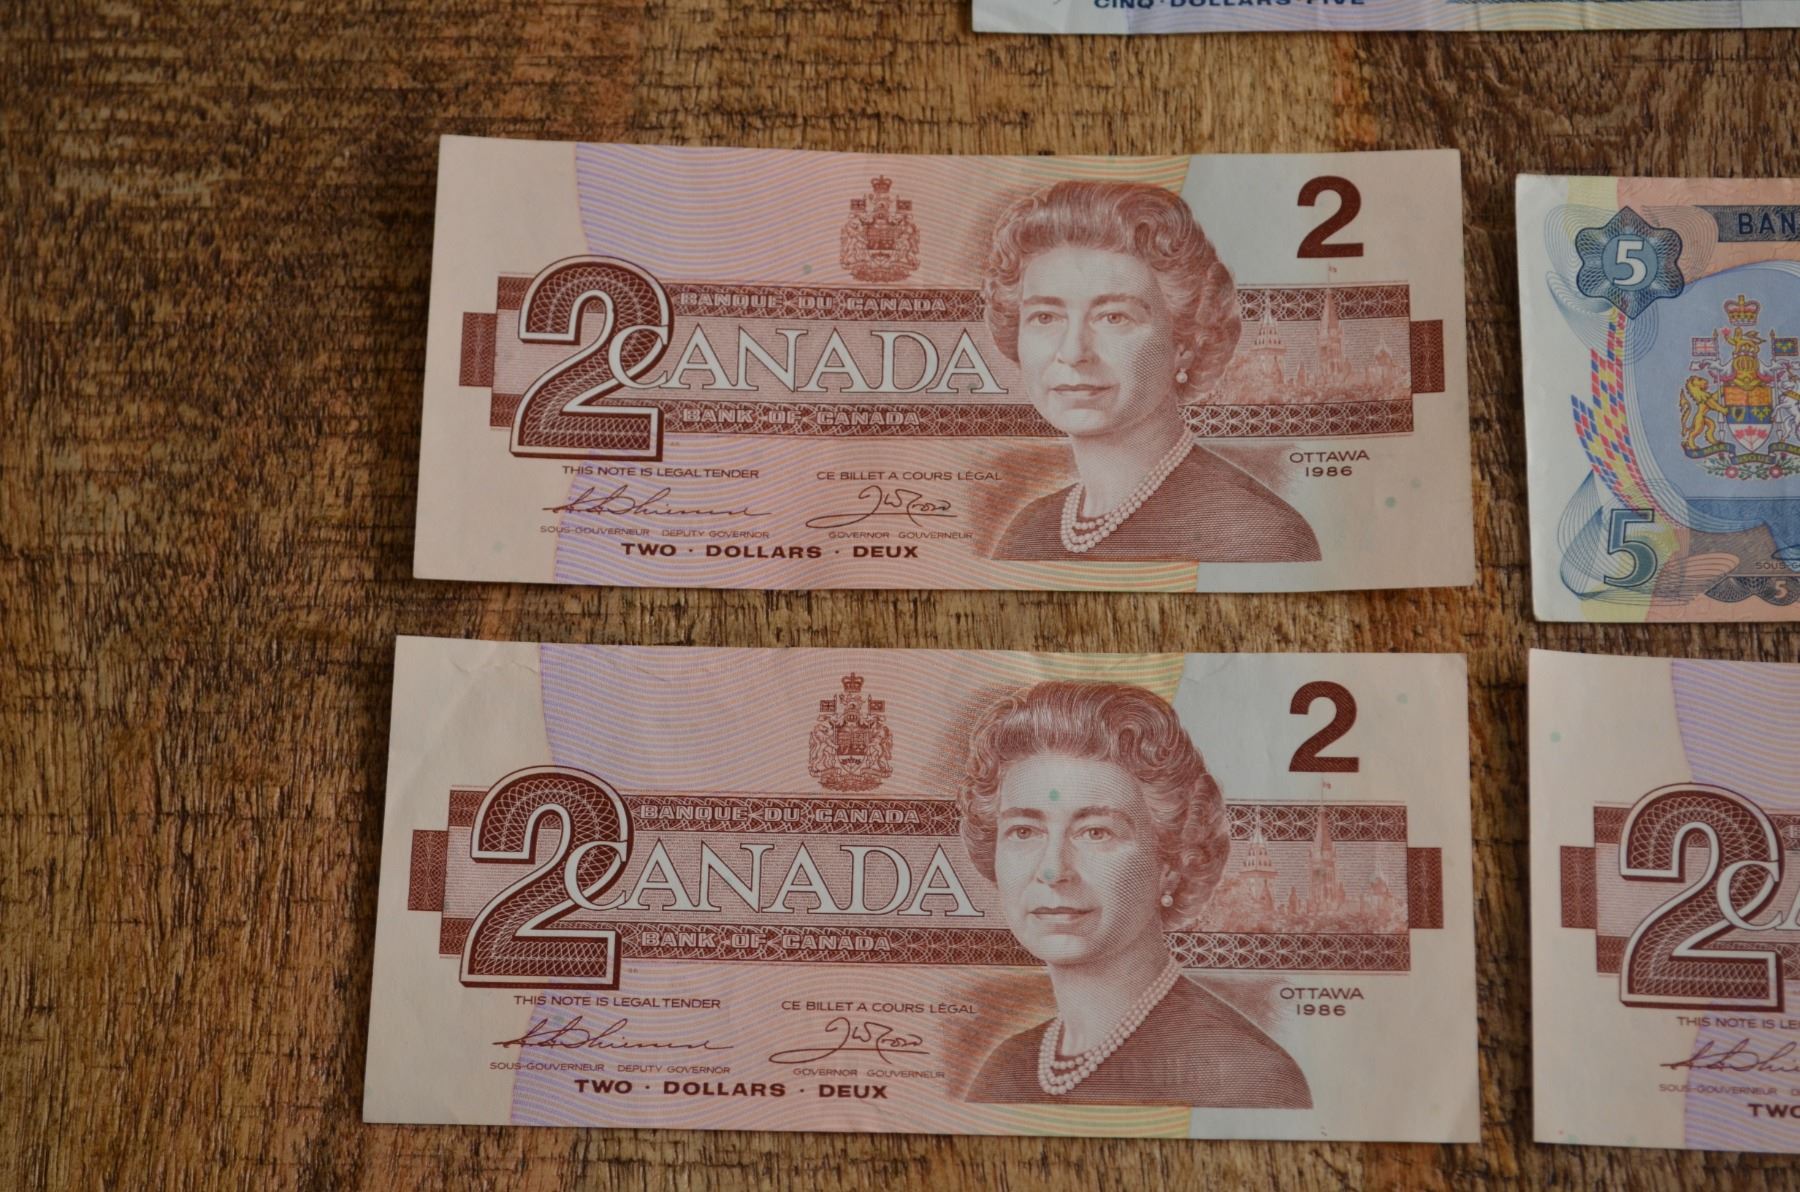 CINQ · DOLLARS · FIVE
2
2
BANQUE DU CANADA
CANADA
BANK OF CANADA
OTTAWA
1986
THIS NOTE IS LEGAL TENDER
CE BILLET A COURS LÉGAL
SOUS-GOUVERNEUR DEPUTY GOVERNOR
GOVERNOR GOUVERNEUR
TWO · DOLLARS · DEUX
5
BAN
5
SOUS-G
5
2
2
BANQUE DU CANADA
CANADA
BANK OF CANADA
OTTAWA
1986
THIS NOTE IS LEGAL TENDER
CE BILLET A COURS LÉGAL
SOUS-GOUVERNEUR DEPUTY GOVERNOR
GOVERNOR GOUVERNEUR
TWO · DOLLARS · DEUX
2
C
THIS NOTE IS LE
SOUS-GOUVERNEUR
TWO